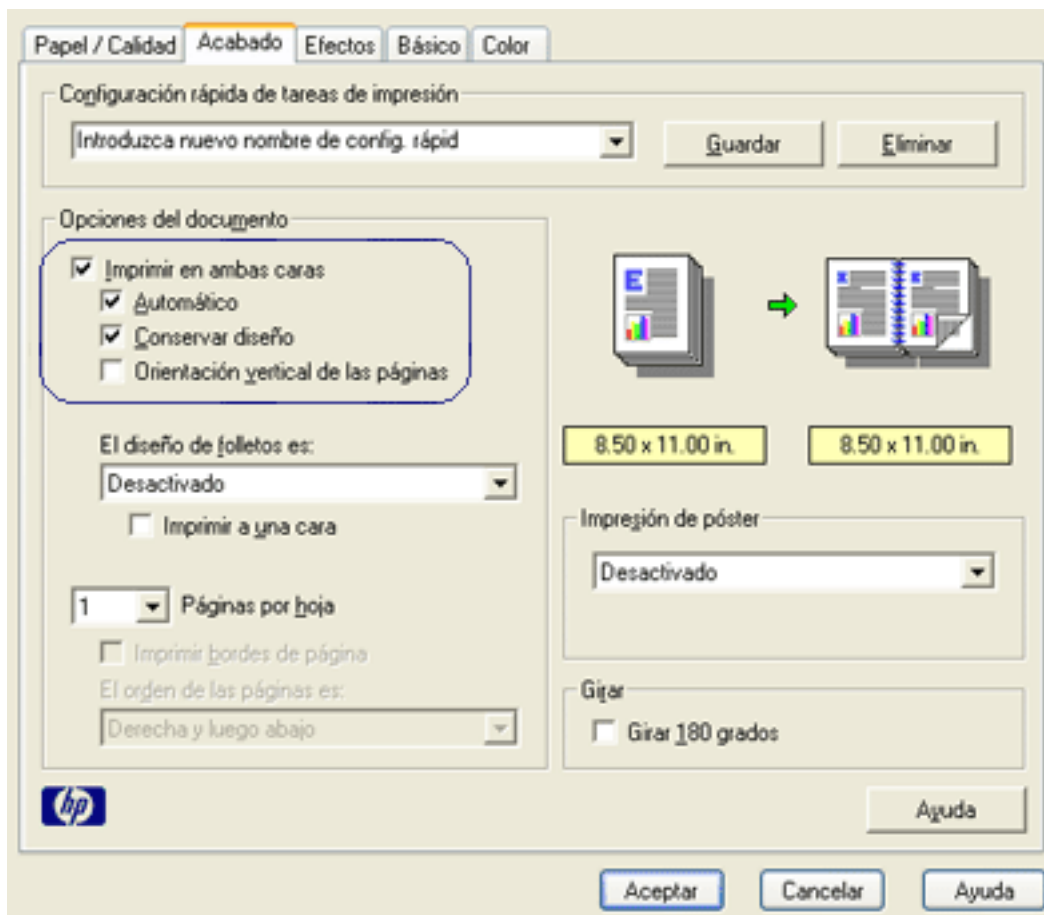 Papel / Calidad
Acabado
Efectos
Básico
Color
Configuración rápida de tareas de impresión
Introduzca nuevo nombre de config. rápid
Guardar
Eliminar
Opciones del documento
Imprimir en ambas caras
Automático
Conservar diseño
Orientación vertical de las páginas
El diseño de folletos es:
Desactivado
Imprimir a una cara
1 Páginas por hoja
Imprimir bordes de página
El orden de las páginas es:
Derecha y luego abajo
E
8.50 x 11.00 in.
8.50 x 11.00 in.
Impresión de póster
Desactivado
Girar
Girar 180 grados
hp
Ayuda
Aceptar
Cancelar
Ayuda